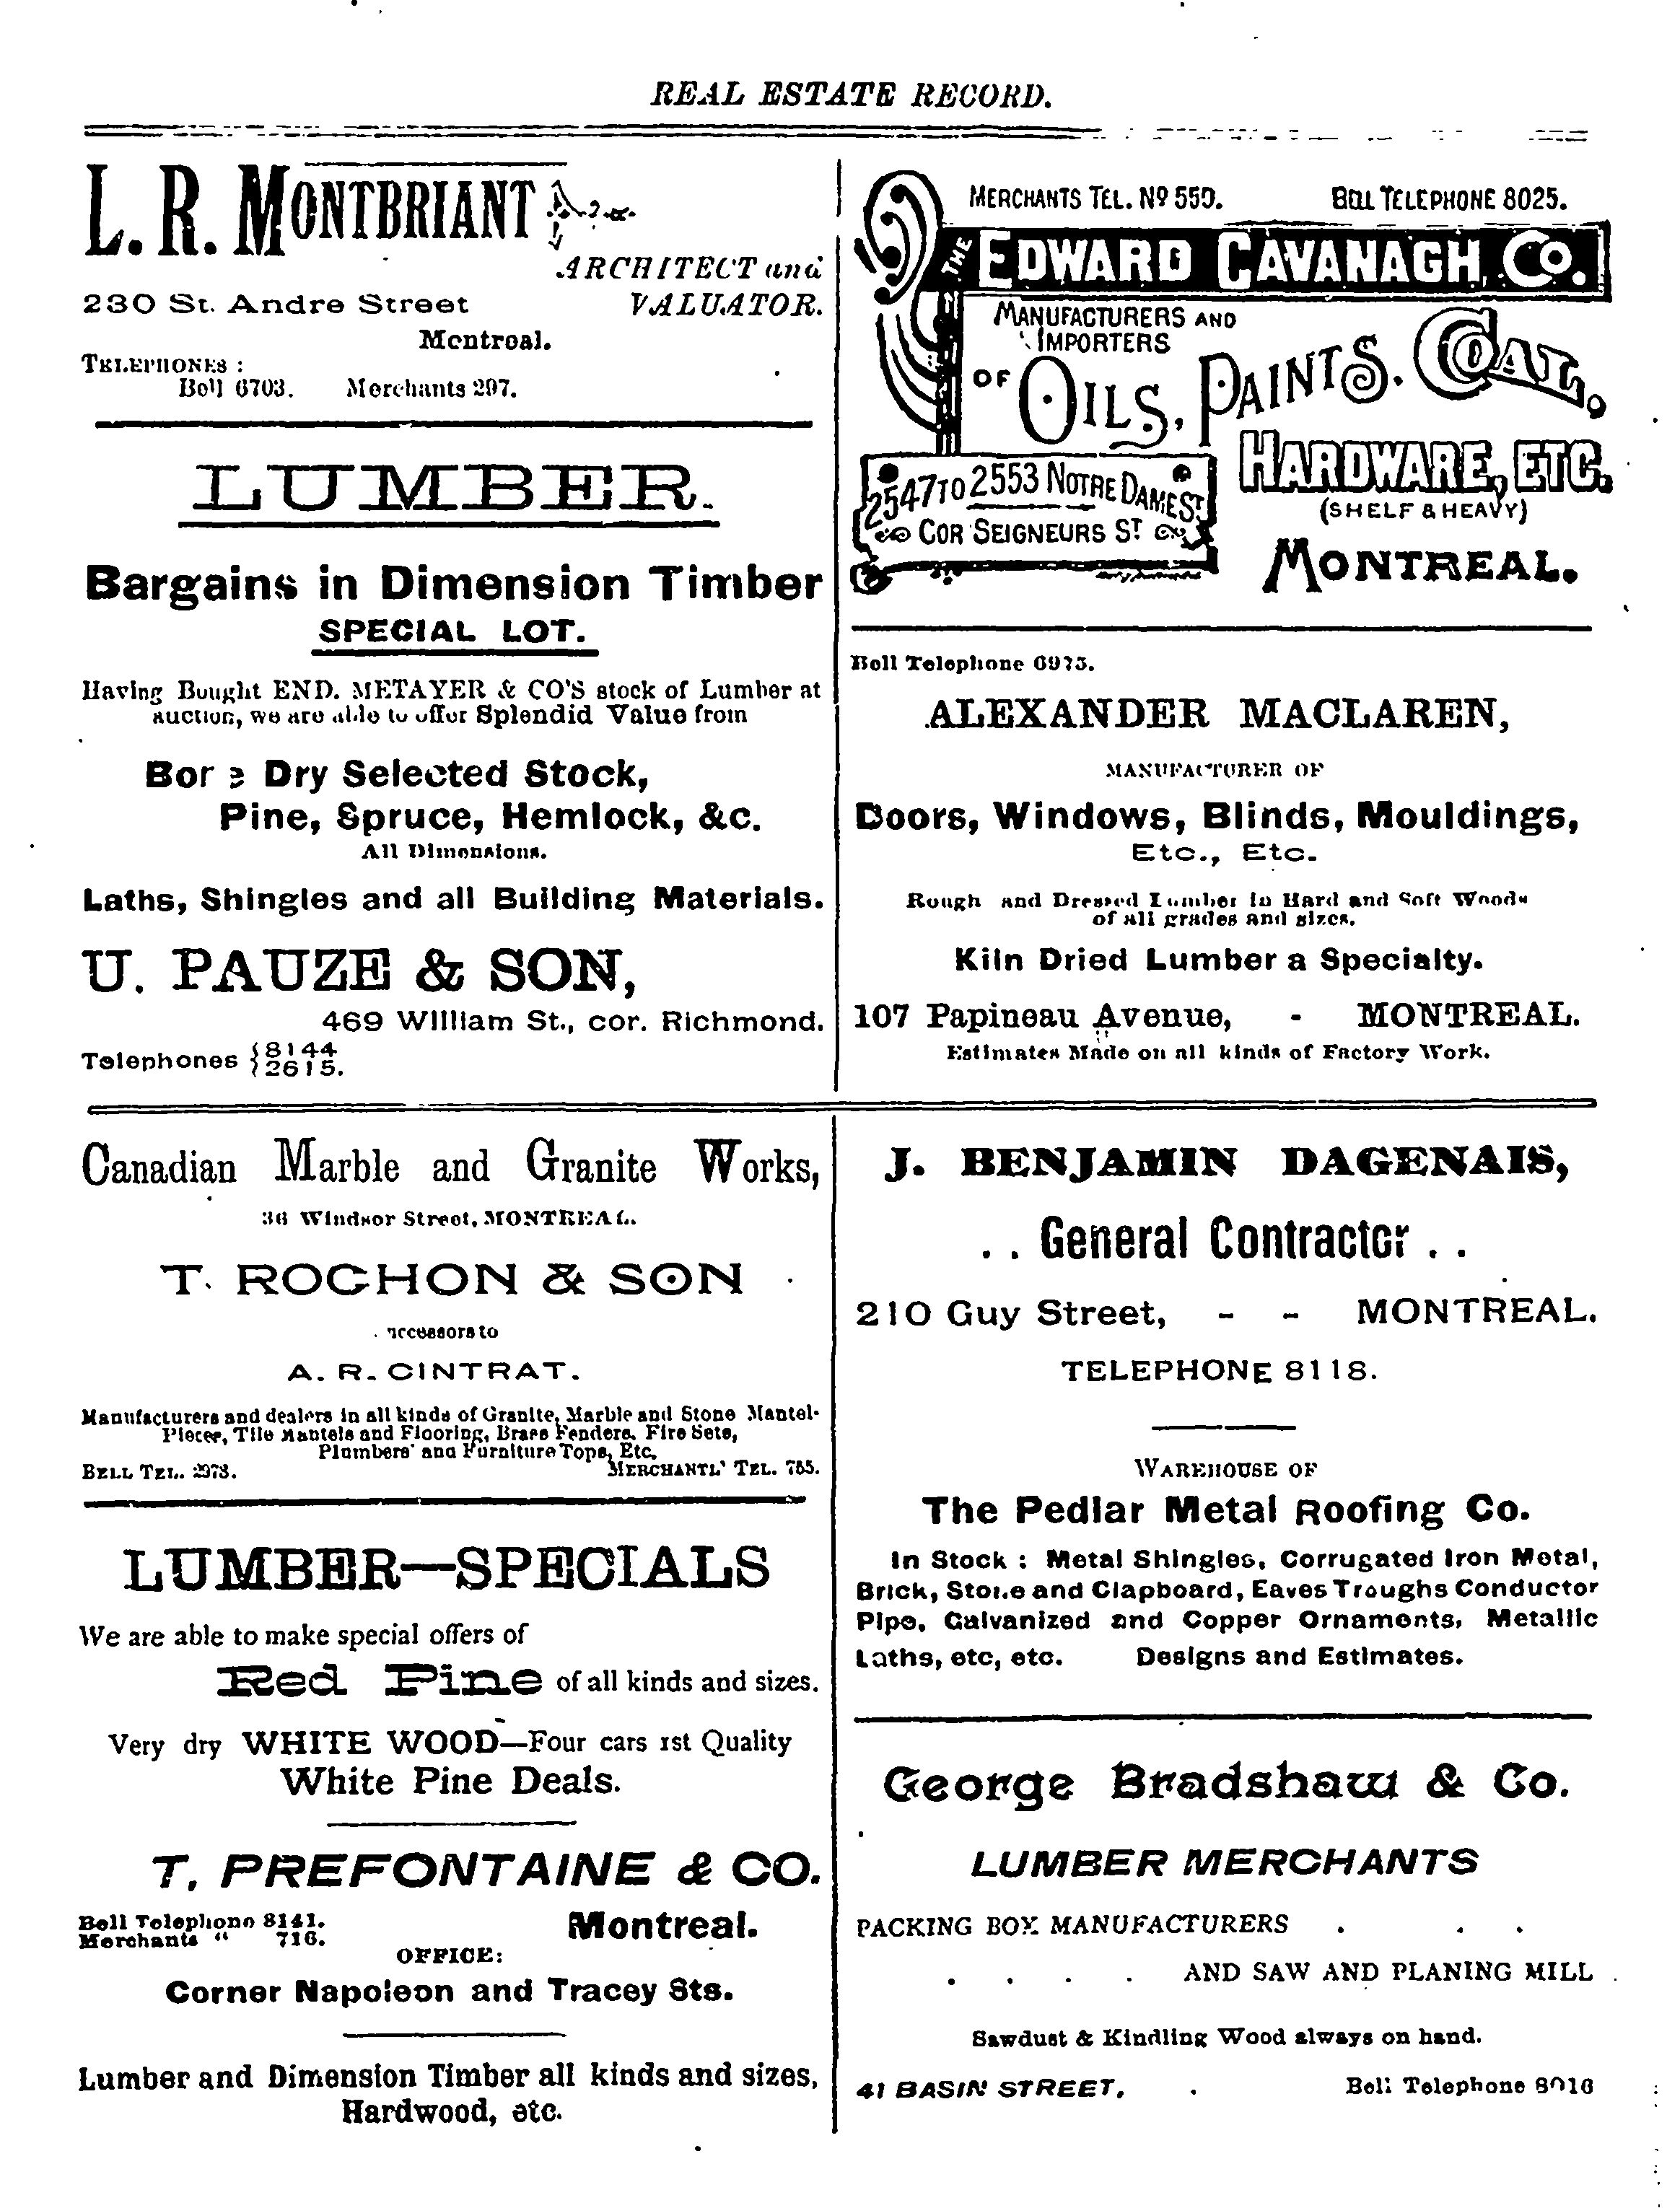 REAL ESTATE RECORD.
L. R. MONTBRIANT
ARCHITECT and
230 St. Andre Street VALUATOR.
Montreal.
TELEPHONES :
Bell 6703. Merchants 297.
LUMBER.
Bargains in Dimension Timber
SPECIAL LOT.
Having Bought END. METAYER & CO'S stock of Lumber at
auction, we are able to offer Splendid Value from
Dry Selected Stock,
Pine, Spruce, Hemlock, &c.
All Dimensions.
Laths, Shingles and all Building Materials.
U. PAUZE & SON,
469 William St., cor. Richmond.
Telephones { 8144
2615.
MERCHANTS TEL. No 550. BELL TELEPHONE 8025.
THE EDWARD CAVANAGH CO.
MANUFACTURERS AND
IMPORTERS
OF OILS, PAINTS. COAL,
HARDWARE, ETC.
(SHELF & HEAVY)
2547 TO 2553 NOTRE DAME ST.
COR SEIGNEURS ST
MONTREAL.
Bell Telephone 6975.
ALEXANDER MACLAREN,
MANUFACTURER OF
Doors, Windows, Blinds, Mouldings,
Etc., Etc.
Rough and Dressed Lumber in Hard and Soft Woods
of all grades and sizes.
Kiln Dried Lumber a Specialty.
107 Papineau Avenue, - MONTREAL.
Estimates Made on all kinds of Factory Work.
Canadian Marble and Granite Works,
36 Windsor Street, MONTREAL.
T. ROCHON & SON
to
A. R. CINTRAT.
Manufacturers and dealers in all kinds of Granite, Marble and Stone Mantel-
Pieces, Tile Mantels and Flooring, Brass Fenders, Fire Sets,
Plumbers' and Furniture Tops, Etc.
BELL TEL. 2973. MERCHANTS' TEL. 755.
LUMBER—SPECIALS
We are able to make special offers of
Red Pine of all kinds and sizes.
Very dry WHITE WOOD—Four cars 1st Quality
White Pine Deals.
T. PREFONTAINE & CO.
Bell Telephone 8141. Montreal.
Merchants " 716.
OFFICE:
Corner Napoleon and Tracey Sts.
Lumber and Dimension Timber all kinds and sizes,
Hardwood, etc.
J. BENJAMIN DAGENAIS,
. . General Contractor . .
210 Guy Street, - - MONTREAL.
TELEPHONE 8118.
WAREHOUSE OF
The Pedlar Metal Roofing Co.
In Stock : Metal Shingles, Corrugated Iron Metal,
Brick, Stone and Clapboard, Eaves Troughs Conductor
Pipe, Galvanized and Copper Ornaments, Metallic
Laths, etc, etc. Designs and Estimates.
George Bradshaw & Co.
LUMBER MERCHANTS
PACKING BOX MANUFACTURERS . . .
. . . . AND SAW AND PLANING MILL
Sawdust & Kindling Wood always on hand.
41 BASIN STREET, . Bell Telephone